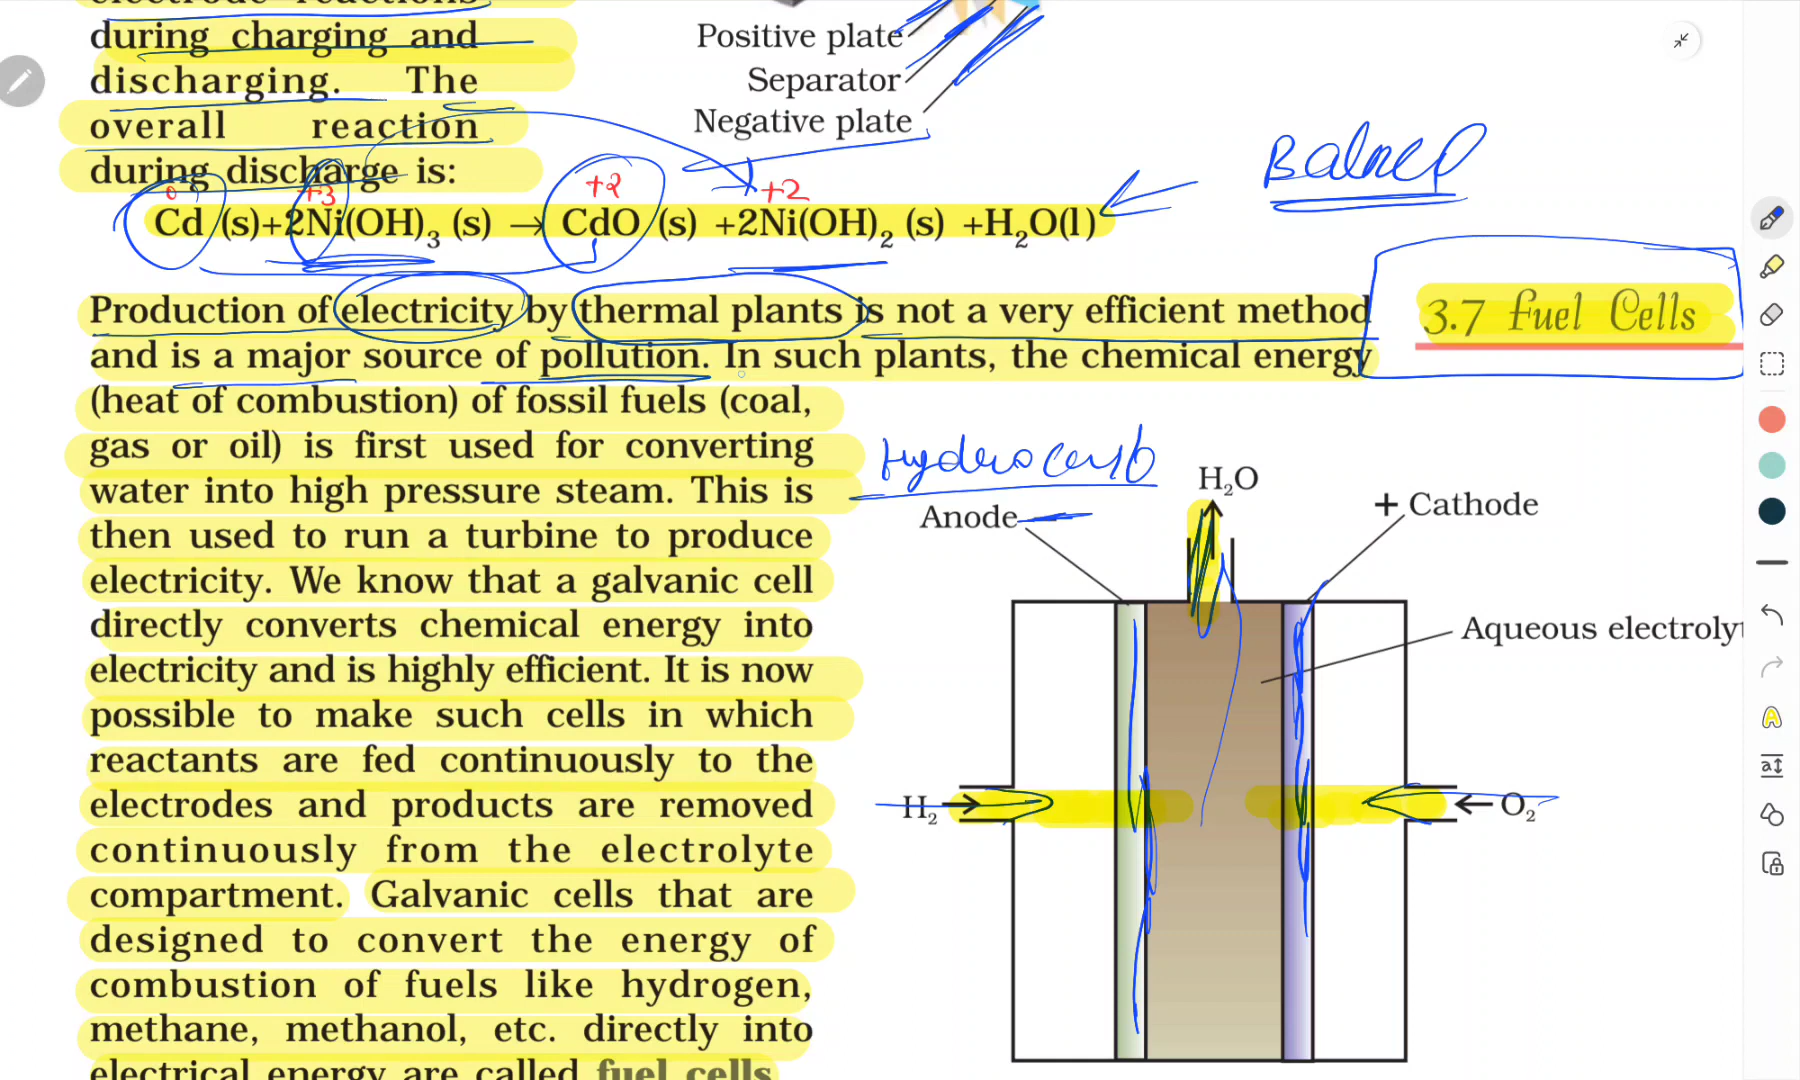 during charging and
discharging. The
overall reaction
during discharge is:
Positive plate
Separator
Negative plate
Balnced
0 +3 +2 +2
Cd (s)+2Ni(OH)₃ (s) → CdO (s) +2Ni(OH)₂ (s) +H₂O(l)
3.7 Fuel Cells
Production of electricity by thermal plants is not a very efficient method
and is a major source of pollution. In such plants, the chemical energy
(heat of combustion) of fossil fuels (coal,
gas or oil) is first used for converting
water into high pressure steam. This is
then used to run a turbine to produce
electricity. We know that a galvanic cell
directly converts chemical energy into
electricity and is highly efficient. It is now
possible to make such cells in which
reactants are fed continuously to the
electrodes and products are removed
continuously from the electrolyte
compartment. Galvanic cells that are
designed to convert the energy of
combustion of fuels like hydrogen,
methane, methanol, etc. directly into
electrical energy are called fuel cells
H₂O
Anode
+ Cathode
Aqueous electrolyt
H₂
O₂
A
a